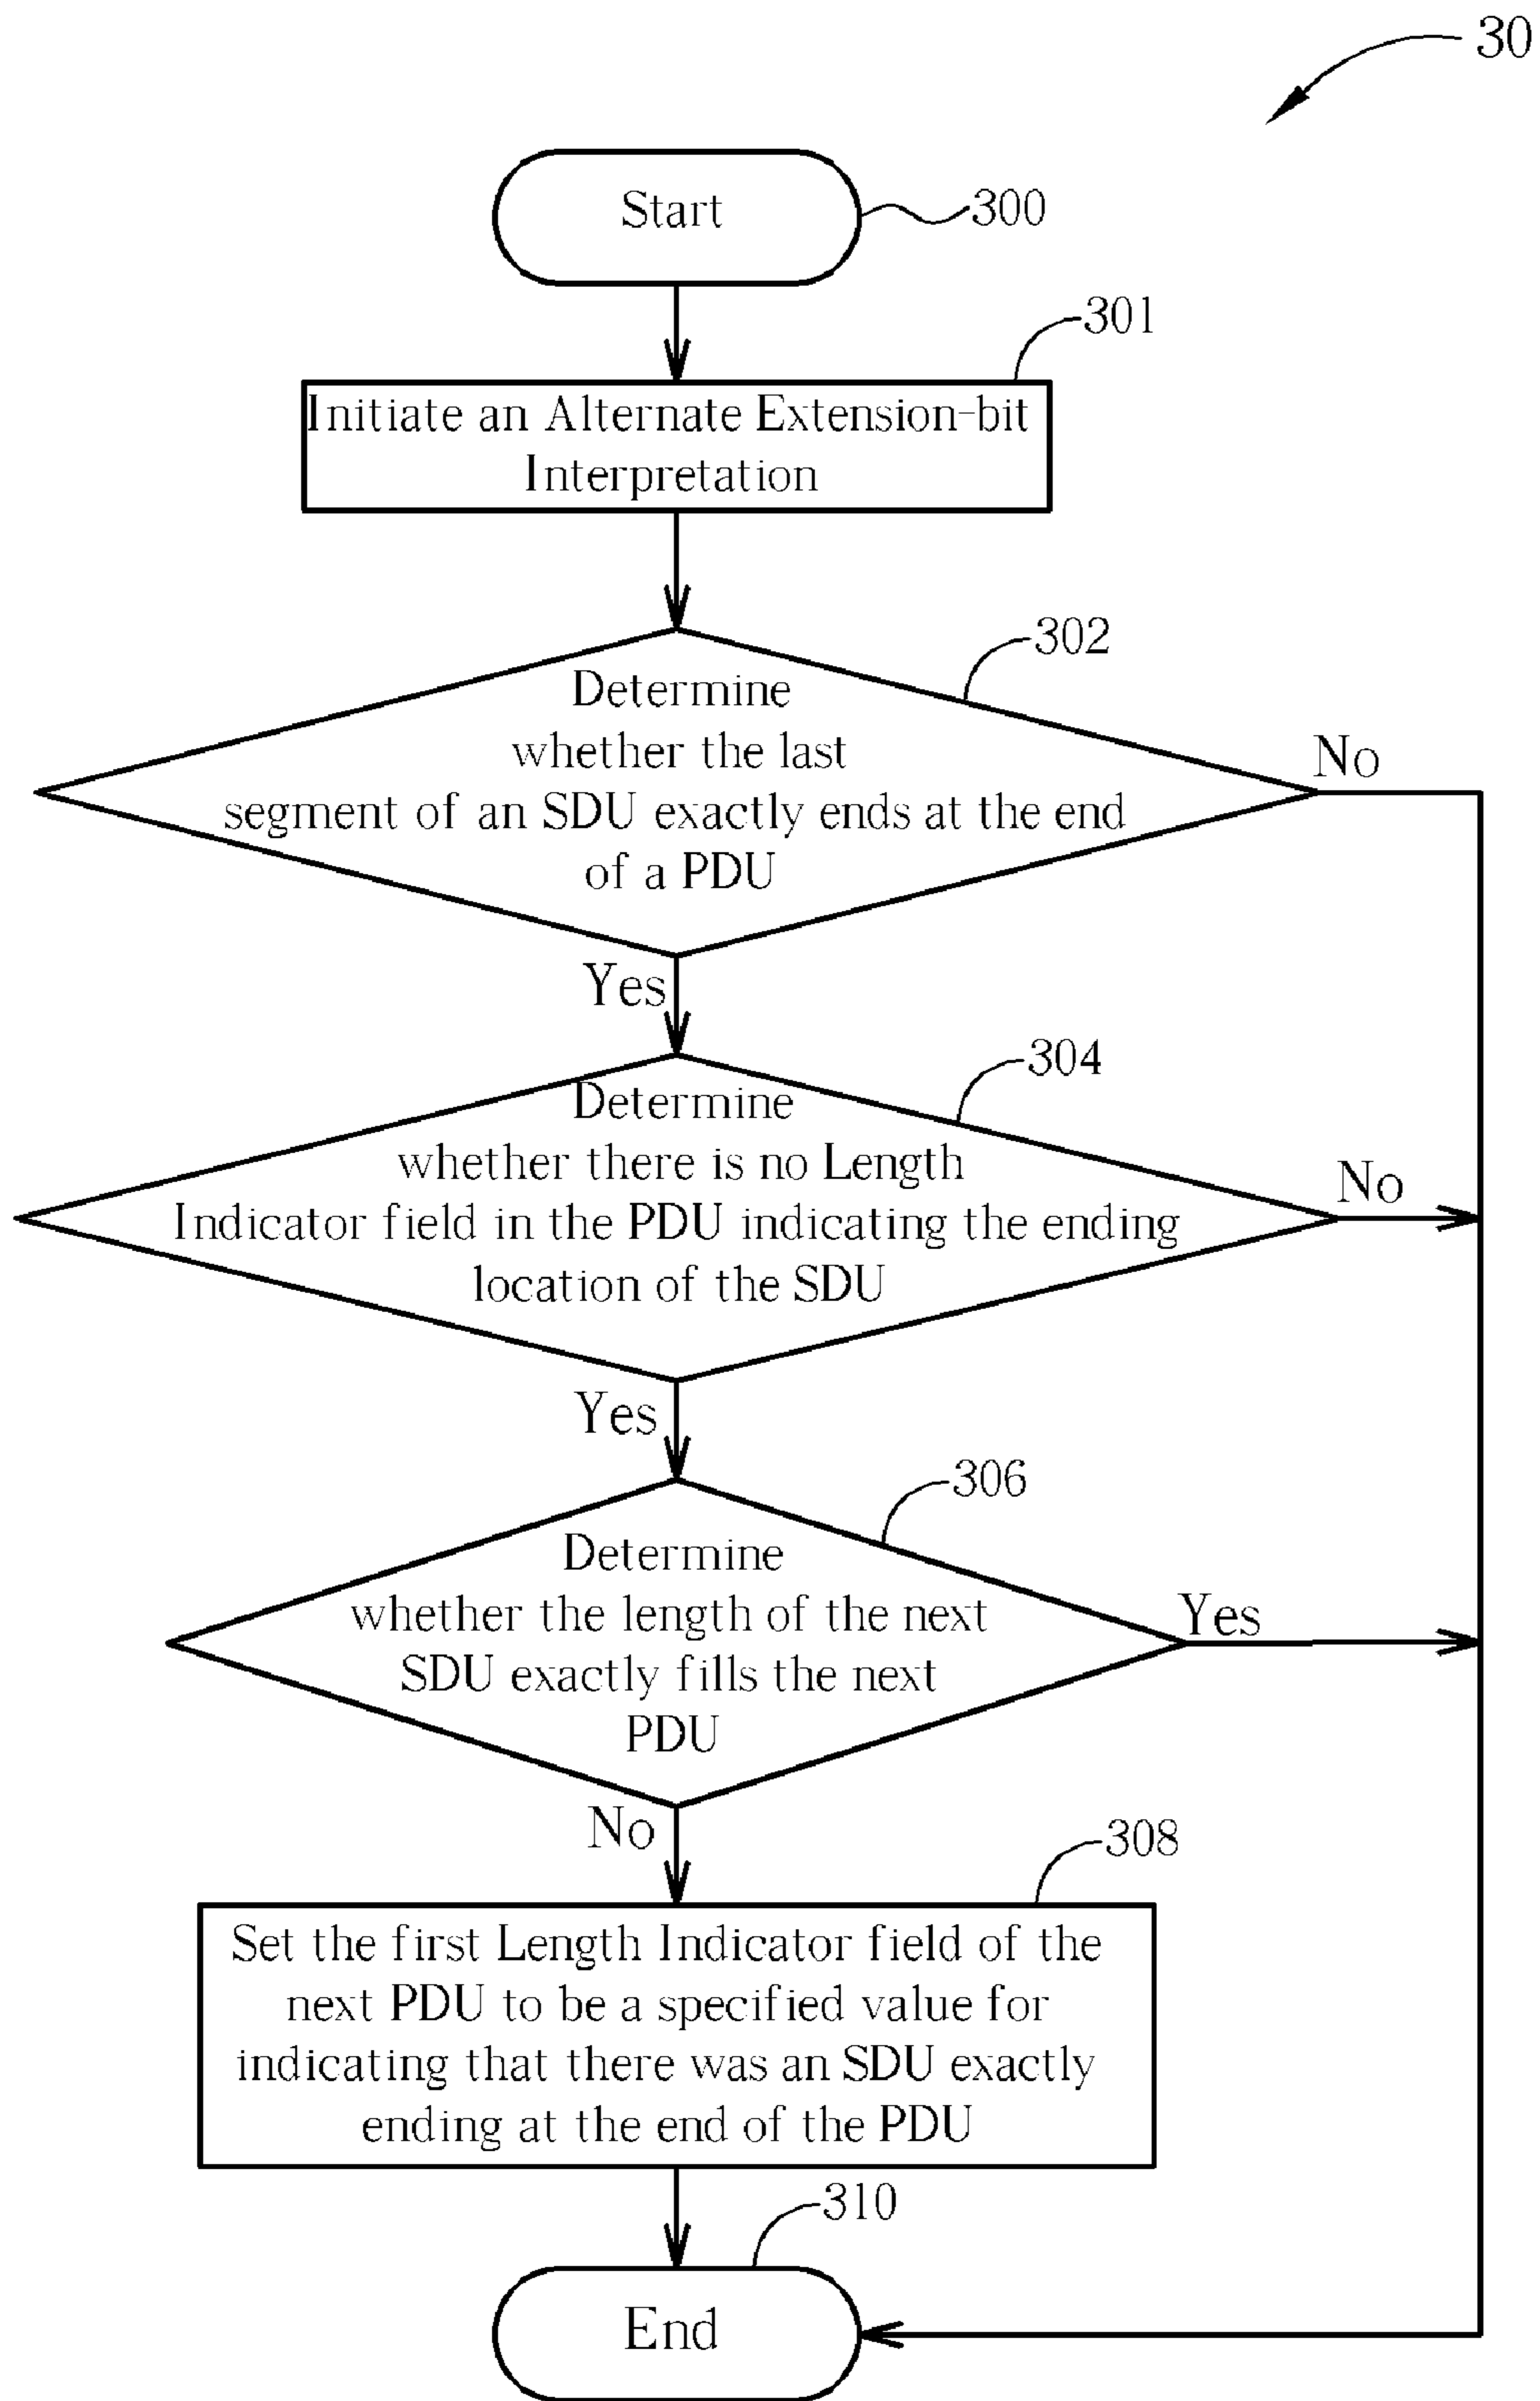 30
Start
300
301
Initiate an Alternate Extension-bit
Interpretation
302
Determine
whether the last
segment of an SDU exactly ends at the end
of a PDU
No
Yes
304
Determine
whether there is no Length
Indicator field in the PDU indicating the ending
location of the SDU
No
Yes
306
Determine
whether the length of the next
SDU exactly fills the next
PDU
Yes
No
308
Set the first Length Indicator field of the
next PDU to be a specified value for
indicating that there was an SDU exactly
ending at the end of the PDU
310
End